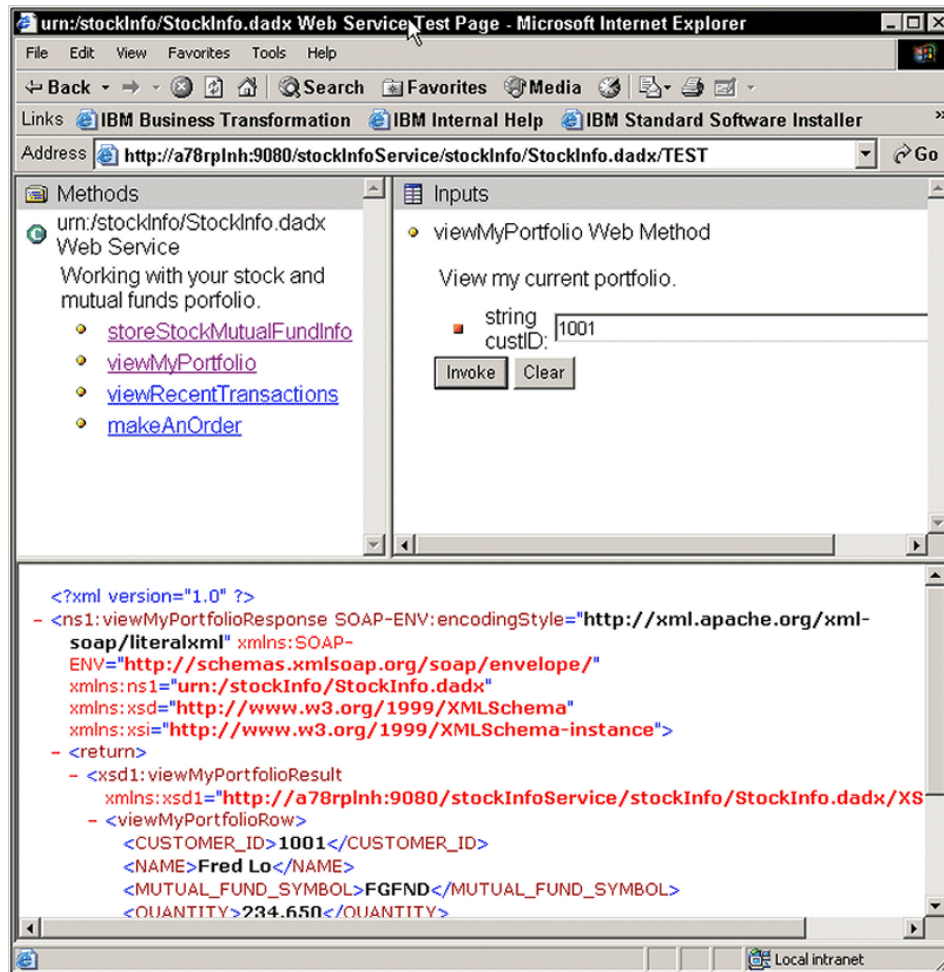 urn:/stockInfo/StockInfo.dadx Web Service Test Page - Microsoft Internet Explorer
File Edit View Favorites Tools Help
Back Search Favorites Media
Links IBM Business Transformation IBM Internal Help IBM Standard Software Installer »
Address http://a78rplnh:9080/stockInfoService/stockInfo/StockInfo.dadx/TEST Go
Methods
urn:/stockInfo/StockInfo.dadx
Web Service
Working with your stock and
mutual funds porfolio.
storeStockMutualFundInfo
viewMyPortfolio
viewRecentTransactions
makeAnOrder
Inputs
viewMyPortfolio Web Method
View my current portfolio.
string
custID: 1001
Invoke Clear
<?xml version="1.0" ?>
- <ns1:viewMyPortfolioResponse SOAP-ENV:encodingStyle="http://xml.apache.org/xml-
soap/literalxml" xmlns:SOAP-
ENV="http://schemas.xmlsoap.org/soap/envelope/"
xmlns:ns1="urn:/stockInfo/StockInfo.dadx"
xmlns:xsd="http://www.w3.org/1999/XMLSchema"
xmlns:xsi="http://www.w3.org/1999/XMLSchema-instance">
- <return>
- <xsd1:viewMyPortfolioResult
xmlns:xsd1="http://a78rplnh:9080/stockInfoService/stockInfo/StockInfo.dadx/XS
- <viewMyPortfolioRow>
<CUSTOMER_ID>1001</CUSTOMER_ID>
<NAME>Fred Lo</NAME>
<MUTUAL_FUND_SYMBOL>FGFND</MUTUAL_FUND_SYMBOL>
<QUANTITY>234.650</QUANTITY>
Local intranet